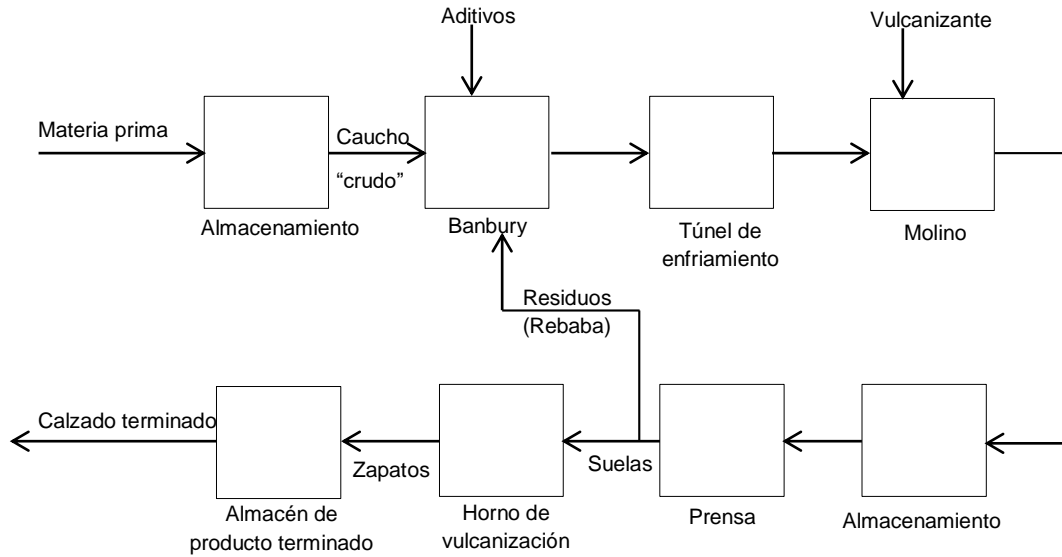 Aditivos
Vulcanizante
Materia prima
Caucho
“crudo”
Almacenamiento
Banbury
Túnel de
enfriamiento
Molino
Residuos
(Rebaba)
Calzado terminado
Zapatos
Suelas
Almacén de
producto terminado
Horno de
vulcanización
Prensa
Almacenamiento